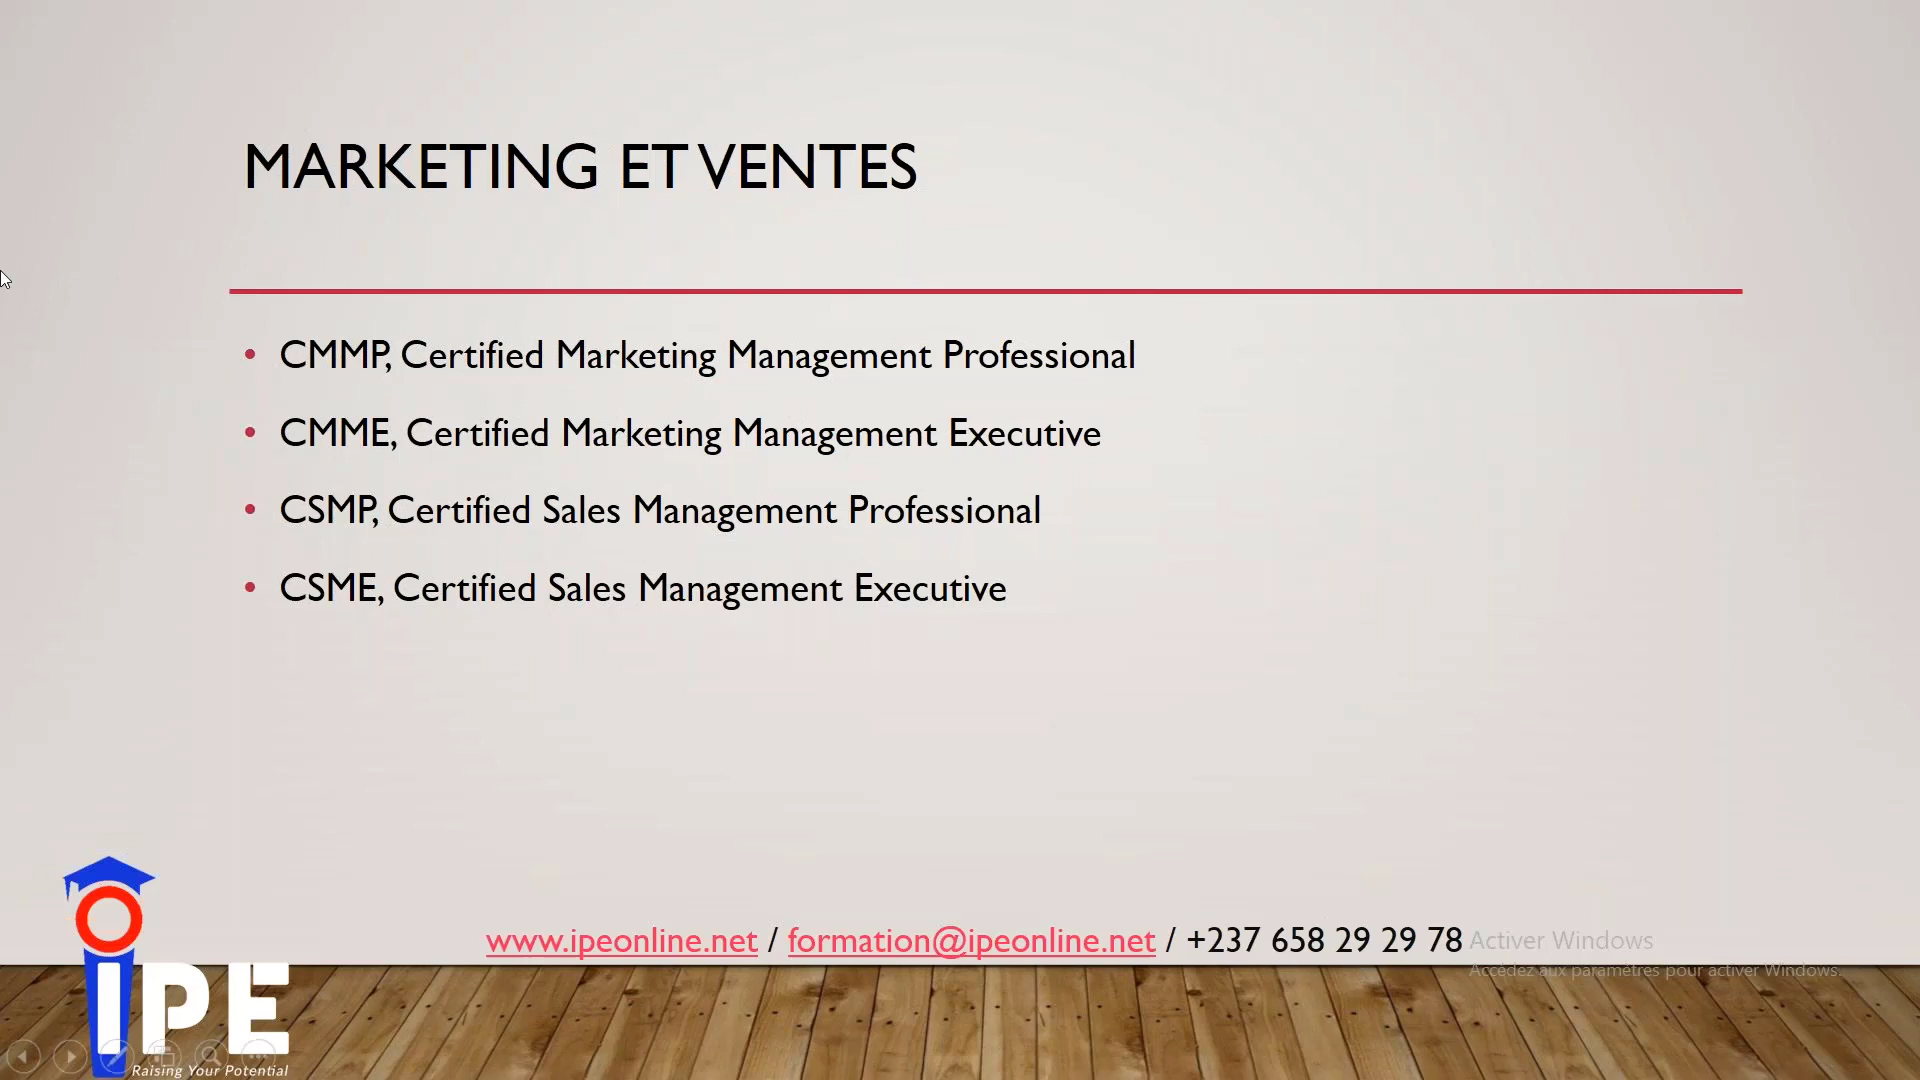 MARKETING ET VENTES
• CMMP, Certified Marketing Management Professional
• CMME, Certified Marketing Management Executive
• CSMP, Certified Sales Management Professional
• CSME, Certified Sales Management Executive
www.ipeonline.net / formation@ipeonline.net / +237 658 29 29 78
Activer Windows
Accédez aux paramètres pour activer Windows.
iPE
Raising Your Potential